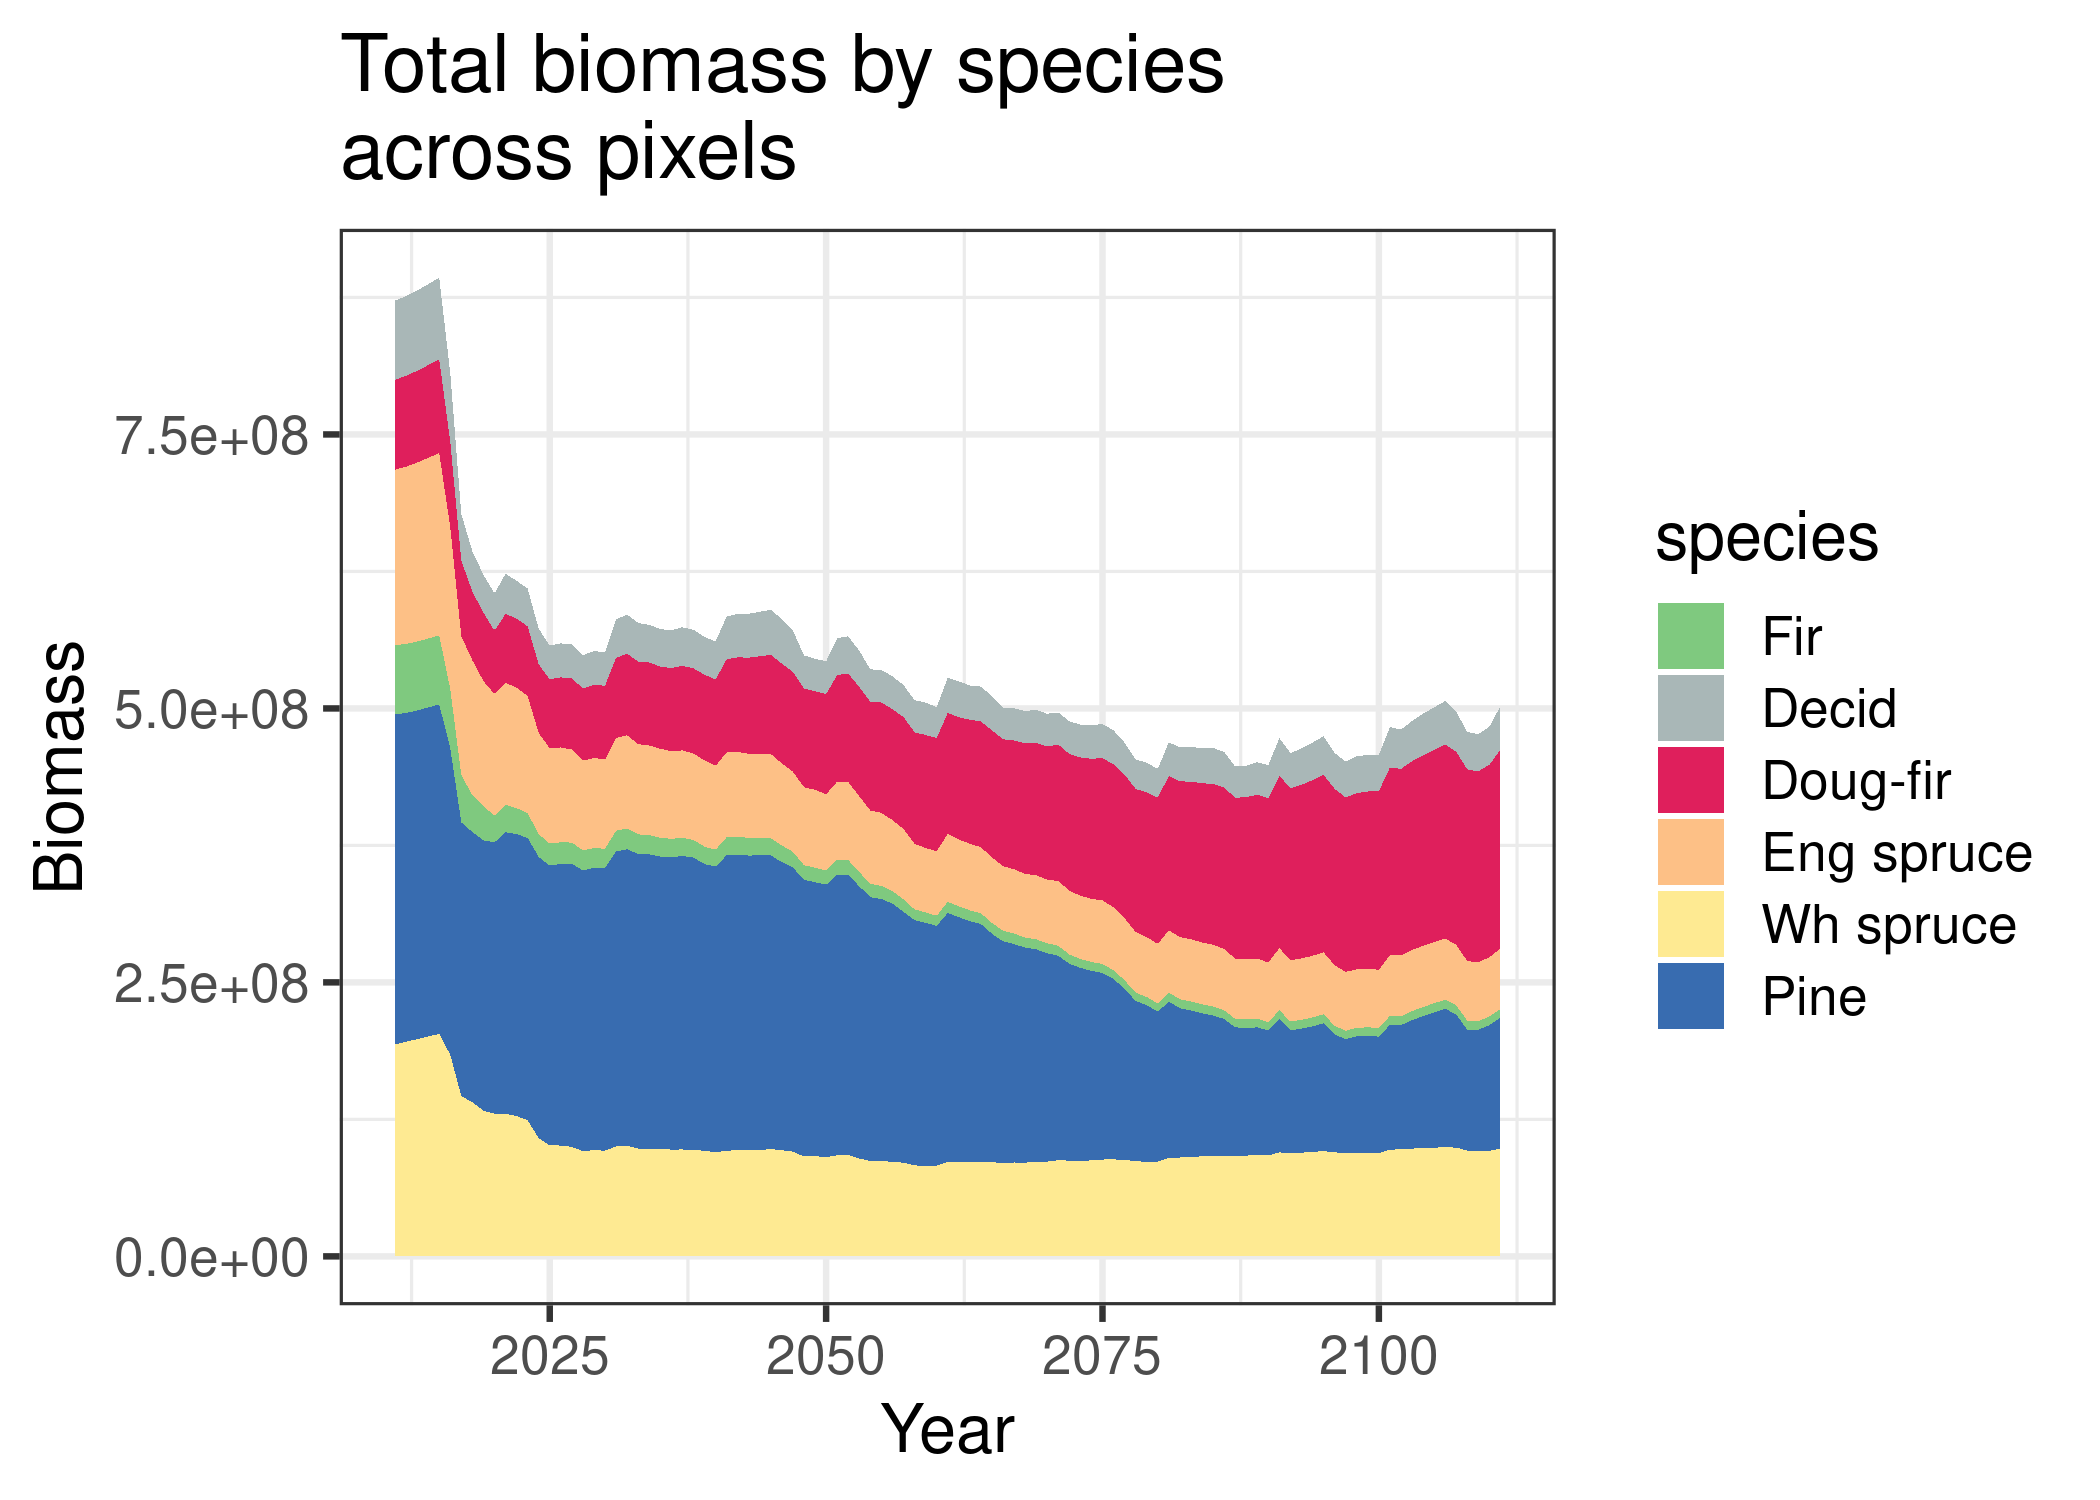 Total biomass by species
across pixels
Biomass
7.5e+08
5.0e+08
2.5e+08
0.0e+00
2025
2050
2075
2100
Year
species
Fir
Decid
Doug-fir
Eng spruce
Wh spruce
Pine